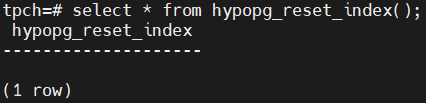 tpch=# select * from hypopg_reset_index();
 hypopg_reset_index
--------------------
(1 row)